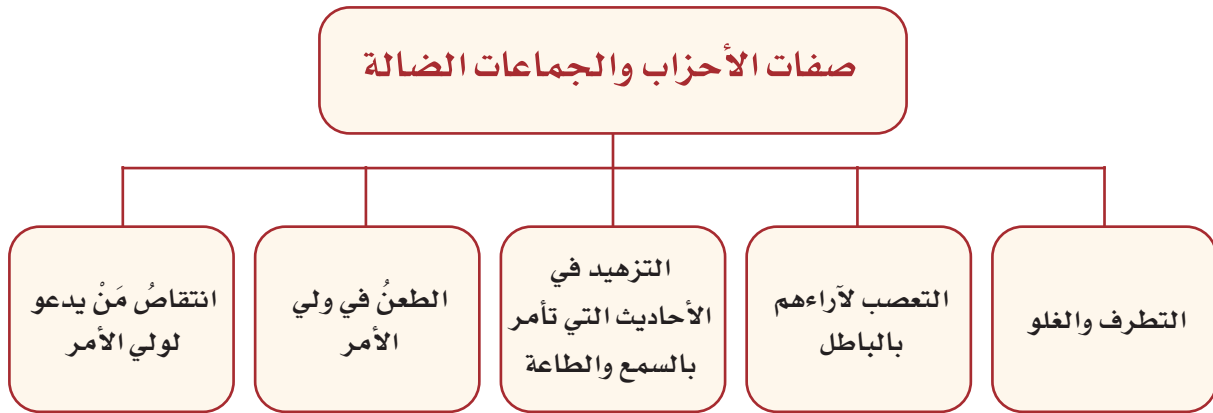 صفات الأحزاب والجماعات الضالة
التطرف والغلو
التعصب لآراءهم
بالباطل
التزهيد في
الأحاديث التي تأمر
بالسمع والطاعة
الطعنُ في ولي
الأمر
انتقاصُ مَنْ يدعو
لولي الأمر